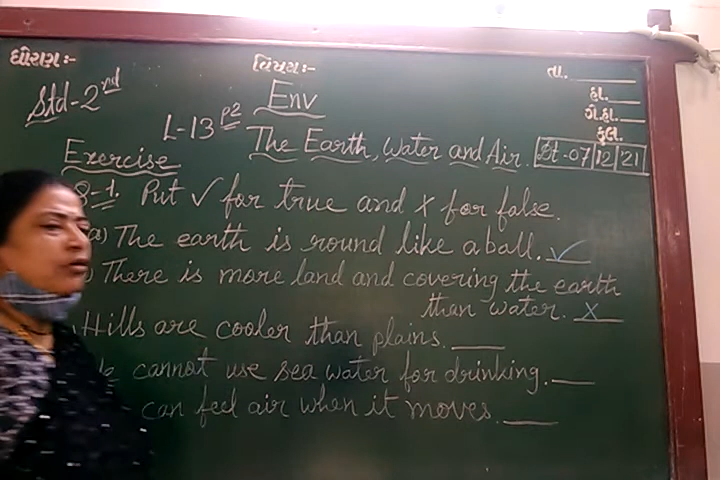 ધોરણ:- વિષય:- તા.
Std-2nd Env હા.
L-13 P2 The Earth, Water and Air. Dt-07/12/21 ગે.હા.
કુલ.
Exercise
8-1 Put ✓ for true and x for false.
a) The earth is round like a ball. ✓
) There is more land and covering the earth
than water. x
Hills are cooler than plains.
cannot use sea water for drinking.
can feel air when it moves.